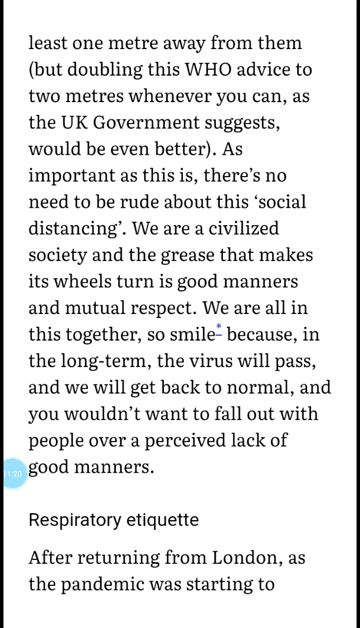 least one metre away from them
(but doubling this WHO advice to
two metres whenever you can, as
the UK Government suggests,
would be even better). As
important as this is, there’s no
need to be rude about this ‘social
distancing’. We are a civilized
society and the grease that makes
its wheels turn is good manners
and mutual respect. We are all in
this together, so smile* because, in
the long-term, the virus will pass,
and we will get back to normal, and
you wouldn’t want to fall out with
people over a perceived lack of
good manners.
11:20
Respiratory etiquette
After returning from London, as
the pandemic was starting to